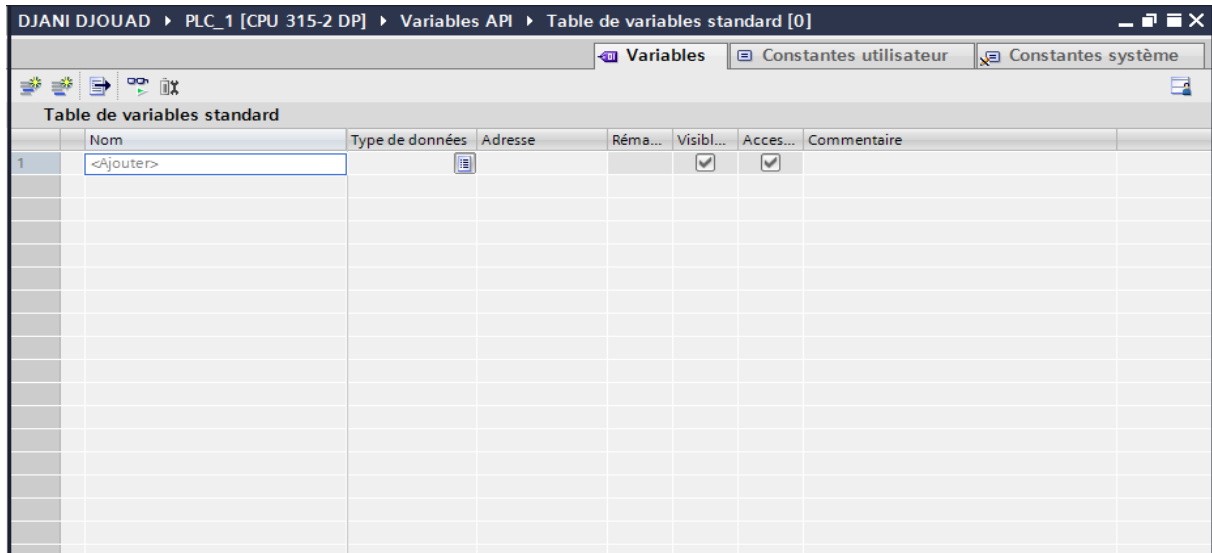 DJANI DJOUAD ▸ PLC_1 [CPU 315-2 DP] ▸ Variables API ▸ Table de variables standard [0]
Variables Constantes utilisateur Constantes système
Table de variables standard
Nom Type de données Adresse Réma... Visibl... Acces... Commentaire
1 <Ajouter>